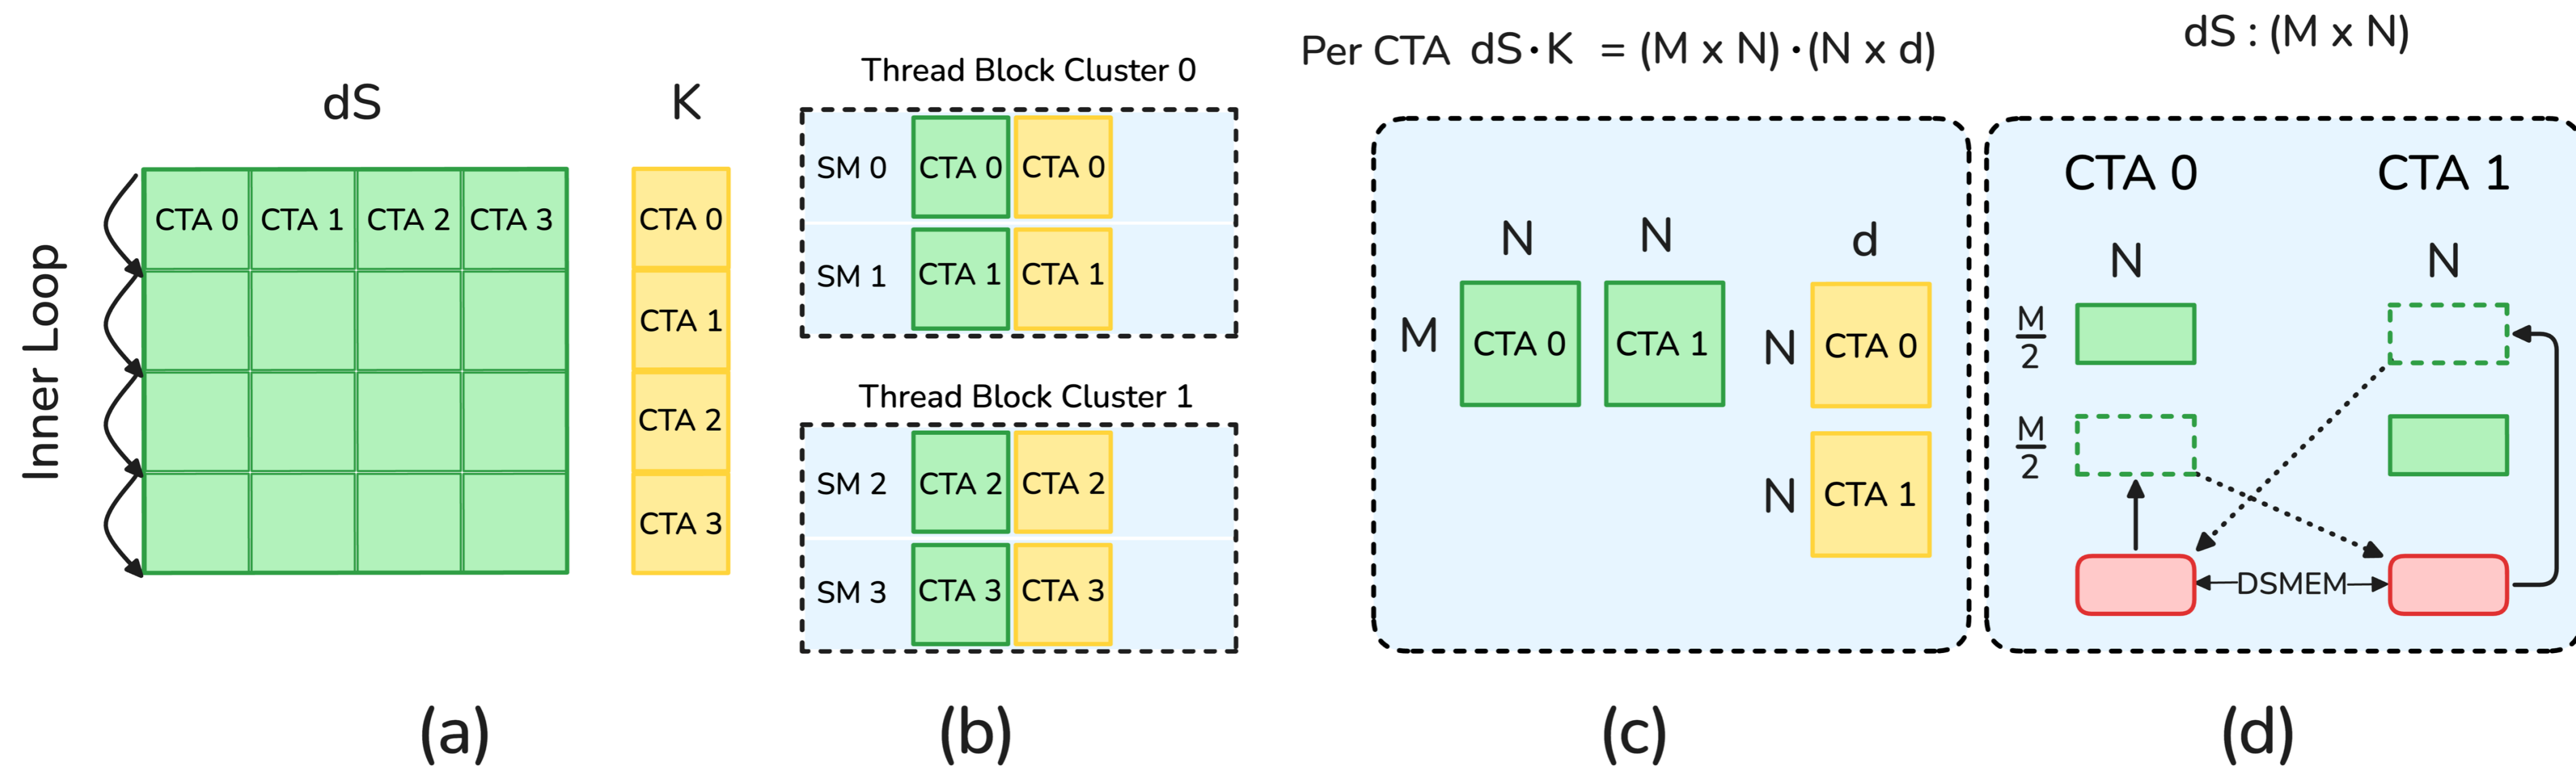 dS
K
Inner Loop
CTA 0 CTA 1 CTA 2 CTA 3
CTA 0
CTA 1
CTA 2
CTA 3
(a)
Thread Block Cluster 0
SM 0 CTA 0 CTA 0
SM 1 CTA 1 CTA 1
Thread Block Cluster 1
SM 2 CTA 2 CTA 2
SM 3 CTA 3 CTA 3
(b)
Per CTA dS·K = (M x N)·(N x d)
N N d
M CTA 0 CTA 1 N CTA 0
N CTA 1
(c)
dS : (M x N)
CTA 0 CTA 1
N N
M/2
M/2
DSMEM
(d)